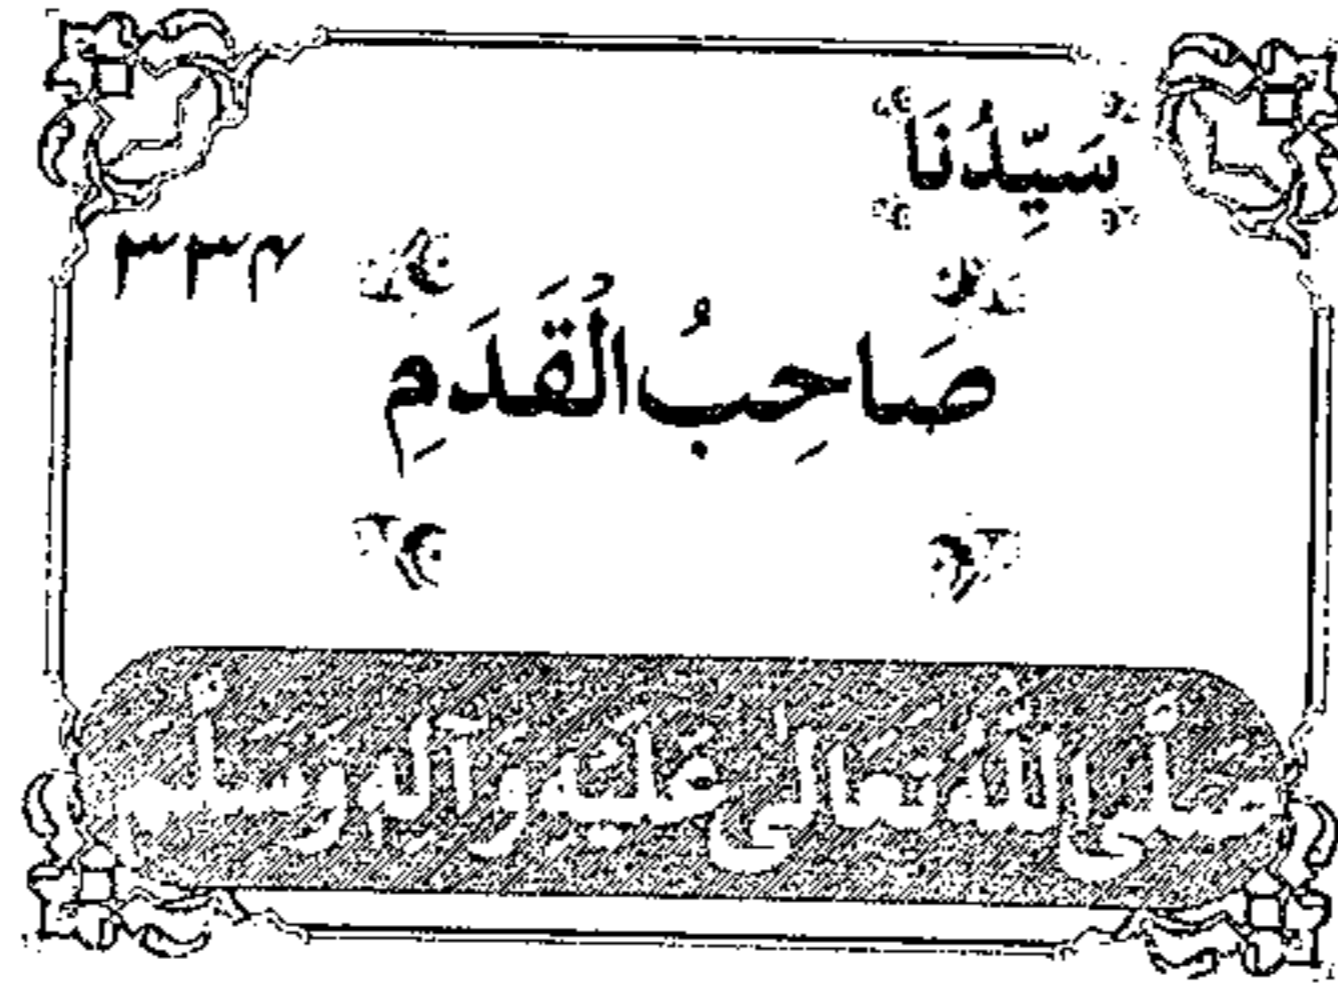 سَيِّدُنَا
۳۳۴
صَاحِبُ الْقَدَمِ
صَلَّى اللّٰهُ تَعَالٰى عَلَيْهِ وَآلِهٖ وَسَلَّمَ